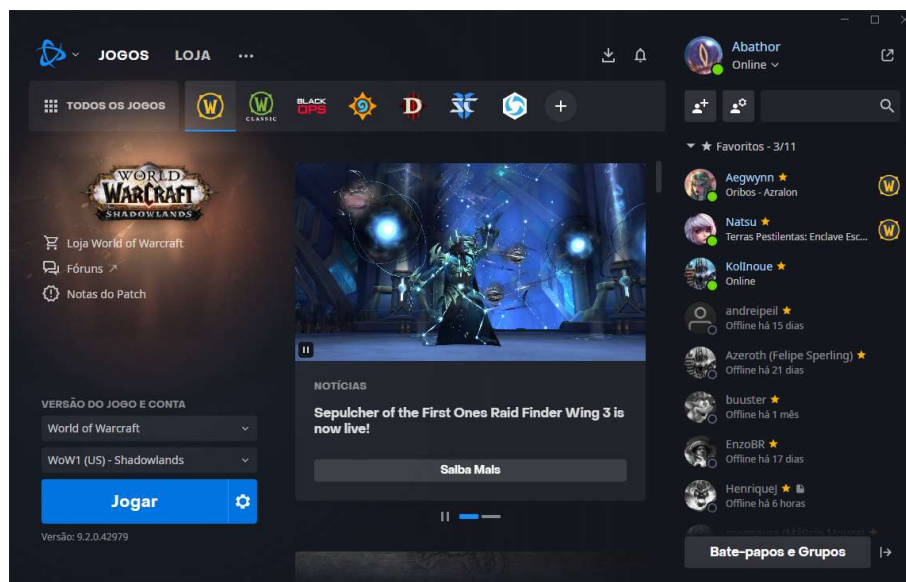 JOGOS
LOJA
...
Abathor
Online
TODOS OS JOGOS
W
W
CLASSIC
BLACK
OPS
D
Favoritos - 3/11
WORLD
WARCRAFT
SHADOWLANDS
Loja World of Warcraft
Fóruns
Notas do Patch
NOTÍCIAS
Sepulcher of the First Ones Raid Finder Wing 3 is
now live!
Saiba Mais
VERSÃO DO JOGO E CONTA
World of Warcraft
WoW1 (US) - Shadowlands
Jogar
Versão: 9.2.0.42979
Aegwynn
Oribos - Azralon
W
Natsu
Terras Pestilentas: Enclave Esc...
W
KolInoue
Online
andreipeil
Offline há 15 dias
Azeroth (Felipe Sperling)
Offline há 21 dias
buuster
Offline há 1 mês
EnzoBR
Offline há 17 dias
HenriqueJ
Offline há 6 horas
Bate-papos e Grupos